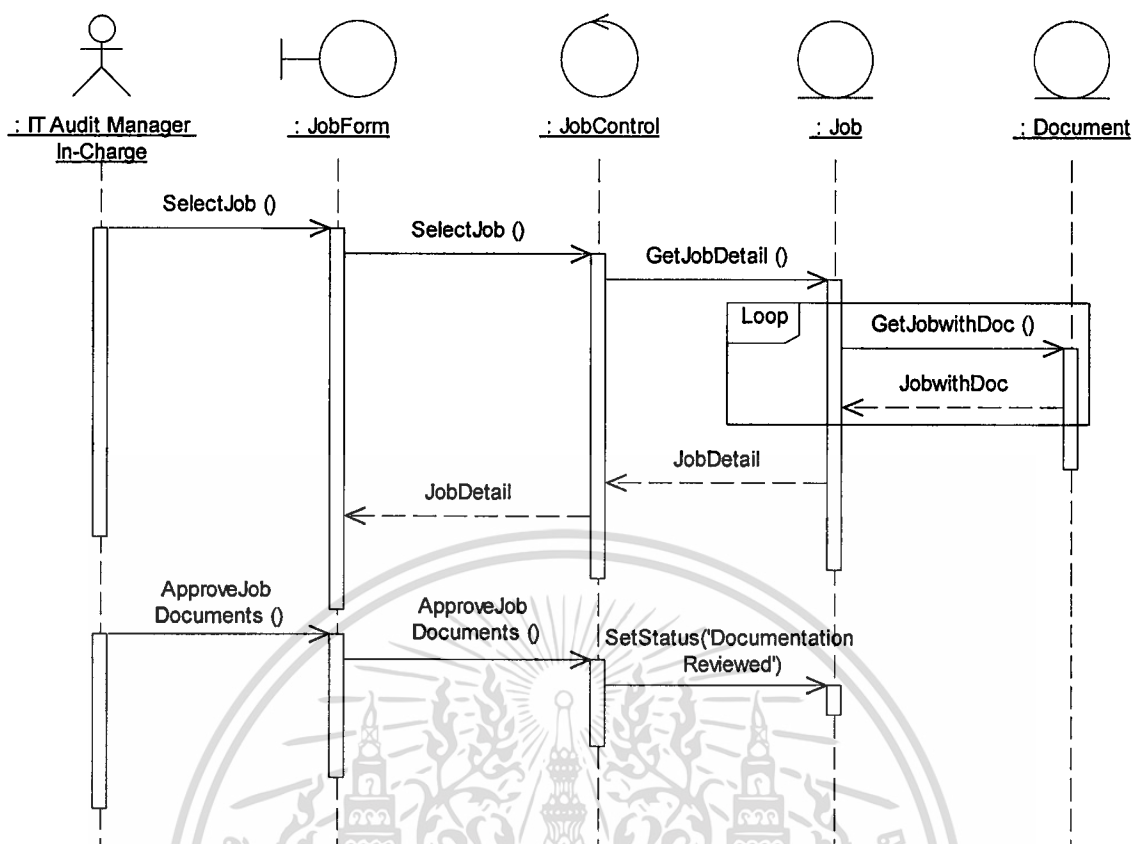 : IT Audit Manager
In-Charge
: JobForm
: JobControl
: Job
: Document
SelectJob ()
SelectJob ()
GetJobDetail ()
Loop
GetJobwithDoc ()
JobwithDoc
JobDetail
JobDetail
ApproveJob
Documents ()
ApproveJob
Documents ()
SetStatus('Documentation
Reviewed')